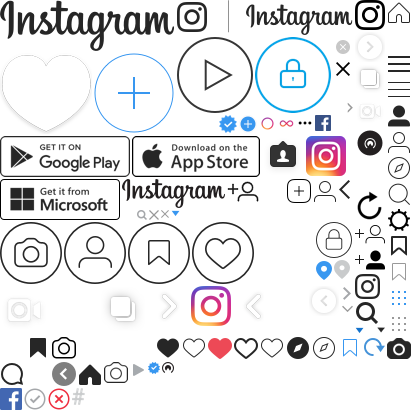 Instagram
Instagram
GET IT ON
Google Play
Download on the
App Store
Get it from
Microsoft
Instagram
#